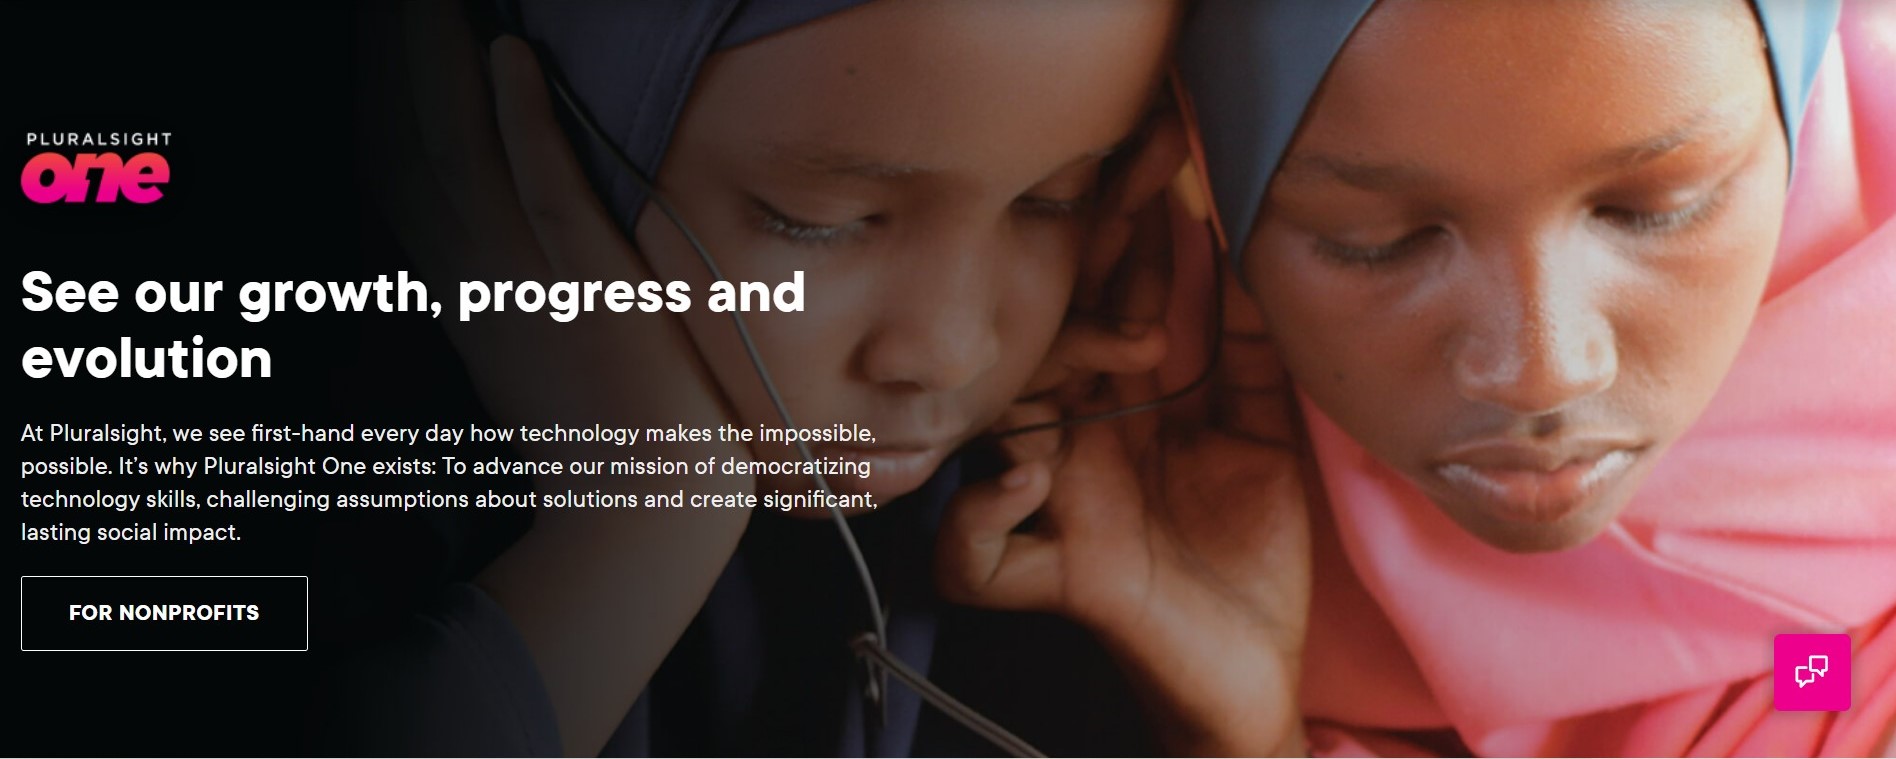 PLURALSIGHT
one
See our growth, progress and
evolution
At Pluralsight, we see first-hand every day how technology makes the impossible,
possible. It’s why Pluralsight One exists: To advance our mission of democratizing
technology skills, challenging assumptions about solutions and create significant,
lasting social impact.
FOR NONPROFITS